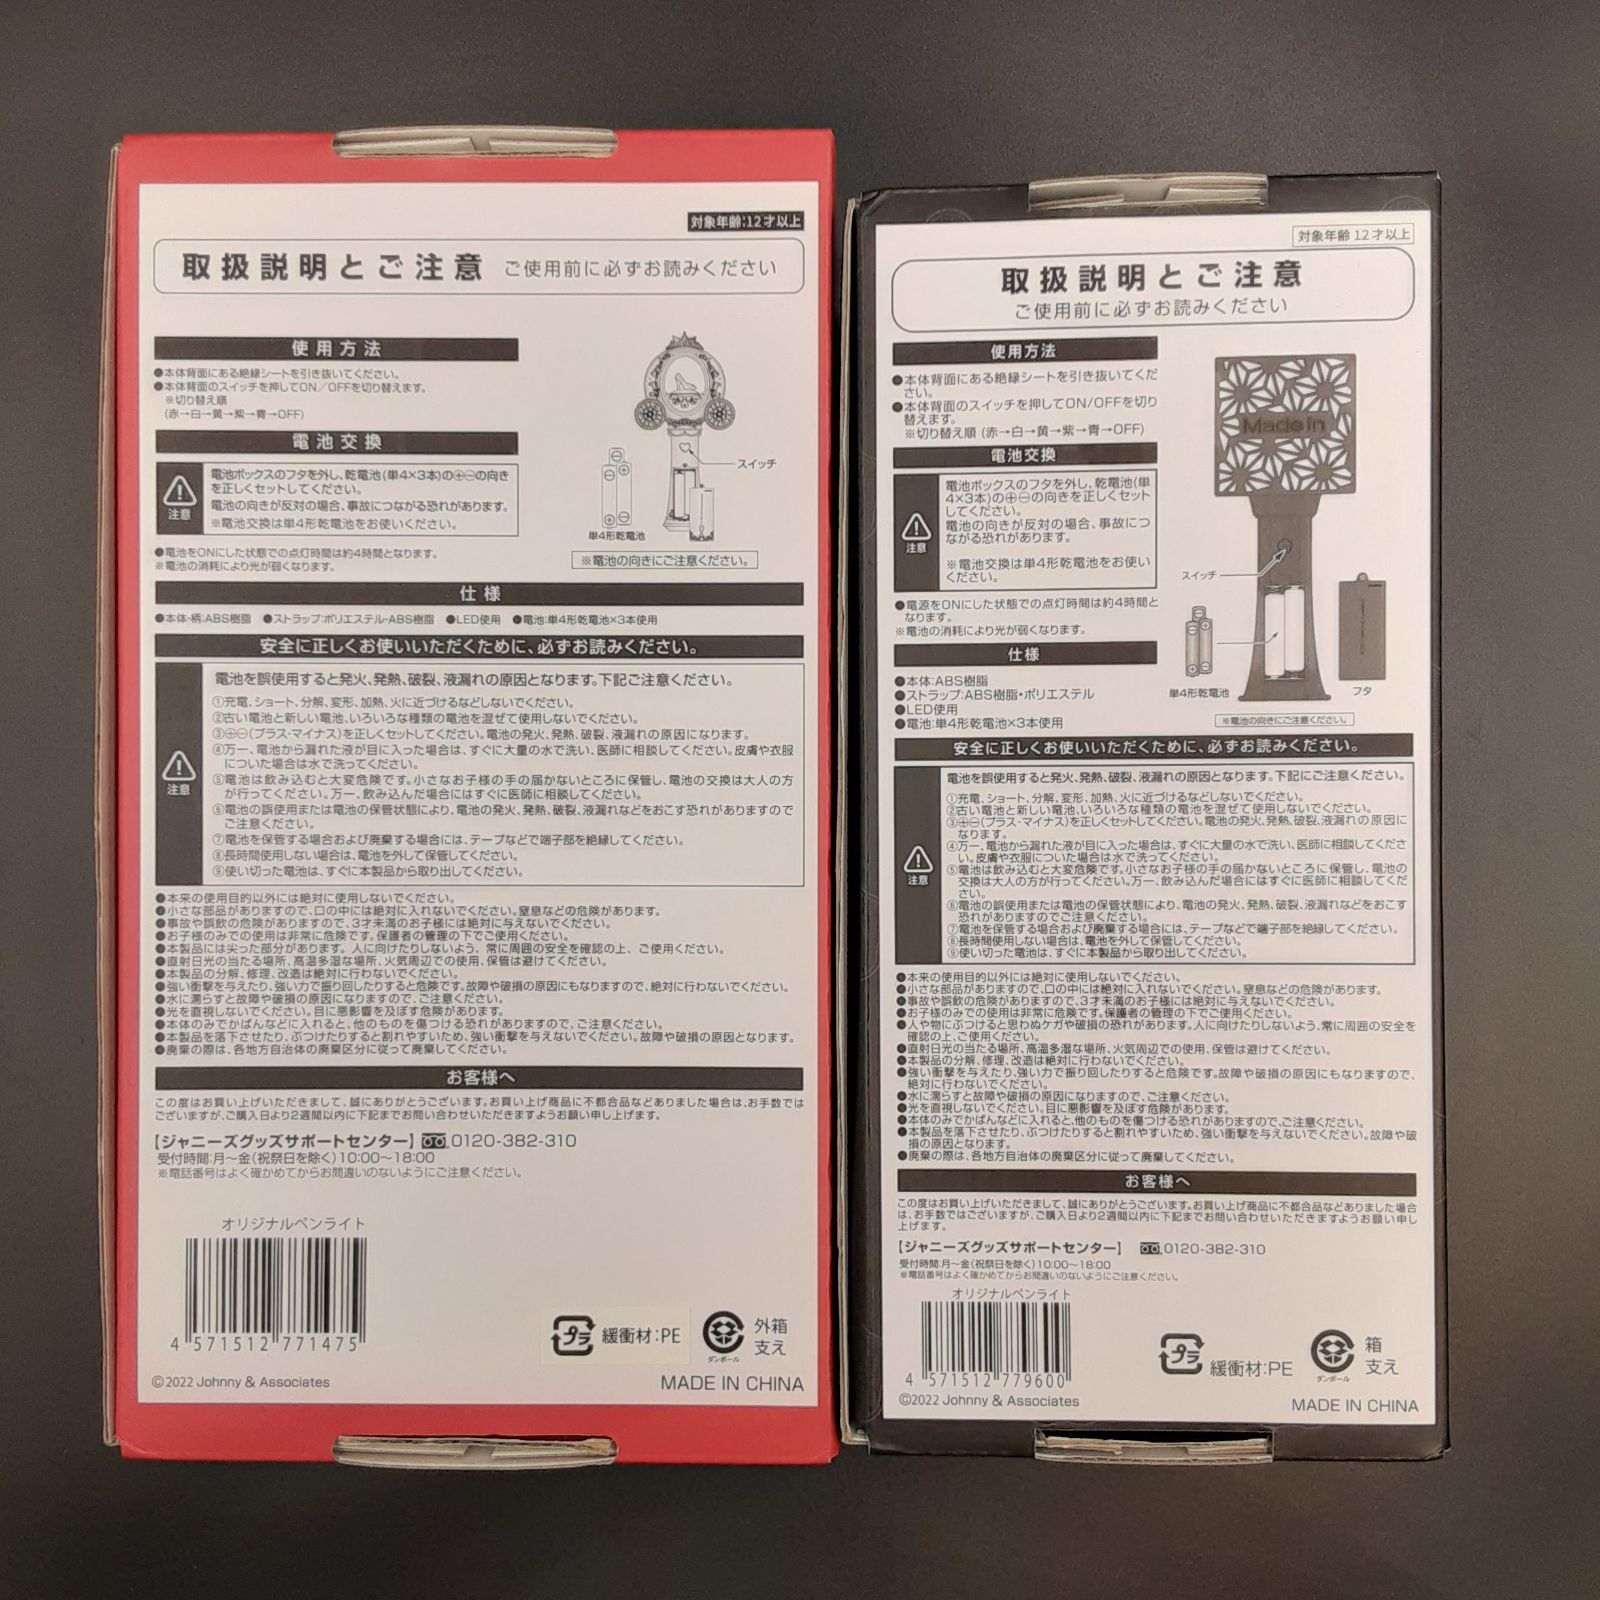 対象年齢:12才以上
取扱説明とご注意 ご使用前に必ずお読みください
使用方法
●本体背面にある絶縁シートを引き抜いてください。
●本体背面のスイッチを押してON/OFFを切り替えます。
※切り替え順
(赤→白→黄→紫→青→OFF)
電池交換
注意
電池ボックスのフタを外し、乾電池(単4×3本)の⊕⊖の向き
を正しくセットしてください。
電池の向きが反対の場合、事故につながる恐れがあります。
※電池交換は単4形乾電池をお使いください。
スイッチ
単4形乾電池
※電池の向きにご注意ください。
●電池をONにした状態での点灯時間は約4時間となります。
※電池の消耗により光が弱くなります。
仕様
●本体・柄:ABS樹脂 ●ストラップ:ポリエステル・ABS樹脂 ●LED使用 ●電池:単4形乾電池×3本使用
安全に正しくお使いいただくために、必ずお読みください。
注意
電池を誤使用すると発火、発熱、破裂、液漏れの原因となります。下記ご注意ください。
①充電、ショート、分解、変形、加熱、火に近づけるなどしないでください。
②古い電池と新しい電池、いろいろな種類の電池を混ぜて使用しないでください。
③⊕⊖(プラス・マイナス)を正しくセットしてください。電池の発火、発熱、破裂、液漏れの原因になります。
④万一、電池から漏れた液が目に入った場合は、すぐに大量の水で洗い、医師に相談してください。皮膚や衣服
についた場合は水で洗ってください。
⑤電池は飲み込むと大変危険です。小さなお子様の手の届かないところに保管し、電池の交換は大人の方
が行ってください。万一、飲み込んだ場合にはすぐに医師に相談してください。
⑥電池の誤使用または電池の保管状態により、電池の発火、発熱、破裂、液漏れなどをおこす恐れがありますので
ご注意ください。
⑦電池を保管する場合および廃棄する場合には、テープなどで端子部を絶縁してください。
⑧長時間使用しない場合は、電池を外して保管してください。
⑨使い切った電池は、すぐに本製品から取り出してください。
●本来の使用目的以外には絶対に使用しないでください。
●小さな部品がありますので、口の中には絶対に入れないでください。窒息などの危険があります。
●事故や誤飲の危険がありますので、3才未満のお子様には絶対に与えないでください。
●お子様のみでの使用は非常に危険です。保護者の管理の下でご使用ください。
●本製品には尖った部分があります。人に向けたりしないよう、常に周囲の安全を確認の上、ご使用ください。
●直射日光の当たる場所、高温多湿な場所、火気周辺での使用、保管は避けてください。
●本製品の分解、修理、改造は絶対に行わないでください。
●強い衝撃を与えたり、強い力で振り回したりすると危険です。故障や破損の原因にもなりますので、絶対に行わないでください。
●水に濡らすと故障や破損の原因になりますので、ご注意ください。
●光を直視しないでください。目に悪影響を及ぼす危険があります。
●本体のみでかばんなどに入れると、他のものを傷つける恐れがありますので、ご注意ください。
●本製品を落下させたり、ぶつけたりすると割れやすいため、強い衝撃を与えないでください。故障や破損の原因となります。
●廃棄の際は、各地方自治体の廃棄区分に従って廃棄してください。
お客様へ
この度はお買い上げいただきまして、誠にありがとうございます。お買い上げ商品に不都合品などありました場合は、お手数では
ございますが、ご購入日より2週間以内に下記までお問い合わせいただきますようお願い申し上げます。
【ジャニーズグッズサポートセンター】 0120-382-310
受付時間:月〜金(祝祭日を除く)10:00〜18:00
※電話番号はよく確かめてからお間違いのないようにご注意ください。
オリジナルペンライト
4 571512 771475
プラ 緩衝材:PE
ダンボール
外箱
支え
©2022 Johnny & Associates
MADE IN CHINA
対象年齢 12才以上
取扱説明とご注意
ご使用前に必ずお読みください
使用方法
●本体背面にある絶縁シートを引き抜いてくだ
さい。
●本体背面のスイッチを押してON/OFFを切り
替えます。
※切り替え順 (赤→白→黄→紫→青→OFF)
電池交換
注意
電池ボックスのフタを外し、乾電池(単
4×3本)の⊕⊖の向きを正しくセット
してください。
電池の向きが反対の場合、事故につ
ながる恐れがあります。
※電池交換は単4形乾電池をお使い
ください。
●電源をONにした状態での点灯時間は約4時間と
なります。
※電池の消耗により光が弱くなります。
Made in
スイッチ
単4形乾電池
フタ
※電池の向きにご注意ください。
仕様
●本体:ABS樹脂
●ストラップ:ABS樹脂・ポリエステル
●LED使用
●電池:単4形乾電池×3本使用
安全に正しくお使いいただくために、必ずお読みください。
注意
電池を誤使用すると発火、発熱、破裂、液漏れの原因となります。下記にご注意ください。
①充電、ショート、分解、変形、加熱、火に近づけるなどしないでください。
②古い電池と新しい電池、いろいろな種類の電池を混ぜて使用しないでください。
③⊕⊖(プラス・マイナス)を正しくセットしてください。電池の発火、発熱、破裂、液漏れの原因に
なります。
④万一、電池から漏れた液が目に入った場合は、すぐに大量の水で洗い、医師に相談してくださ
い。皮膚や衣服についた場合は水で洗ってください。
⑤電池は飲み込むと大変危険です。小さなお子様の手の届かないところに保管し、電池の
交換は大人の方が行ってください。万一、飲み込んだ場合にはすぐに医師に相談してくだ
さい。
⑥電池の誤使用または電池の保管状態により、電池の発火、発熱、破裂、液漏れなどをおこす
恐れがありますのでご注意ください。
⑦電池を保管する場合および廃棄する場合には、テープなどで端子部を絶縁してください。
⑧長時間使用しない場合は、電池を外して保管してください。
⑨使い切った電池は、すぐに本製品から取り出してください。
●本来の使用目的以外には絶対に使用しないでください。
●小さな部品がありますので、口の中には絶対に入れないでください。窒息などの危険があります。
●事故や誤飲の危険がありますので、3才未満のお子様には絶対に与えないでください。
●お子様のみでの使用は非常に危険です。保護者の管理の下でご使用ください。
●人や物にぶつけると思わぬケガや破損の恐れがあります。人に向けたりしないよう、常に周囲の安全を
確認の上、ご使用ください。
●直射日光の当たる場所、高温多湿な場所、火気周辺での使用、保管は避けてください。
●本製品の分解、修理、改造は絶対に行わないでください。
●強い衝撃を与えたり、強い力で振り回したりすると危険です。故障や破損の原因にもなりますので、
絶対に行わないでください。
●水に濡らすと故障や破損の原因になりますので、ご注意ください。
●光を直視しないでください。目に悪影響を及ぼす危険があります。
●本体のみでかばんなどに入れると、他のものを傷つける恐れがありますので、ご注意ください。
●本製品を落下させたり、ぶつけたりすると割れやすいため、強い衝撃を与えないでください。故障や破
損の原因となります。
●廃棄の際は、各地方自治体の廃棄区分に従って廃棄してください。
お客様へ
この度はお買い上げいただきまして、誠にありがとうございます。お買い上げ商品に不都合品などありました場合
は、お手数ではございますが、ご購入日より2週間以内に下記までお問い合わせいただきますようお願い申し
上げます。
【ジャニーズグッズサポートセンター】 0120-382-310
受付時間:月〜金(祝祭日を除く)10:00〜18:00
※電話番号はよく確かめてからお間違いのないようにご注意ください。
オリジナルペンライト
4 571512 779600
プラ 緩衝材:PE
ダンボール
箱
支え
©2022 Johnny & Associates
MADE IN CHINA